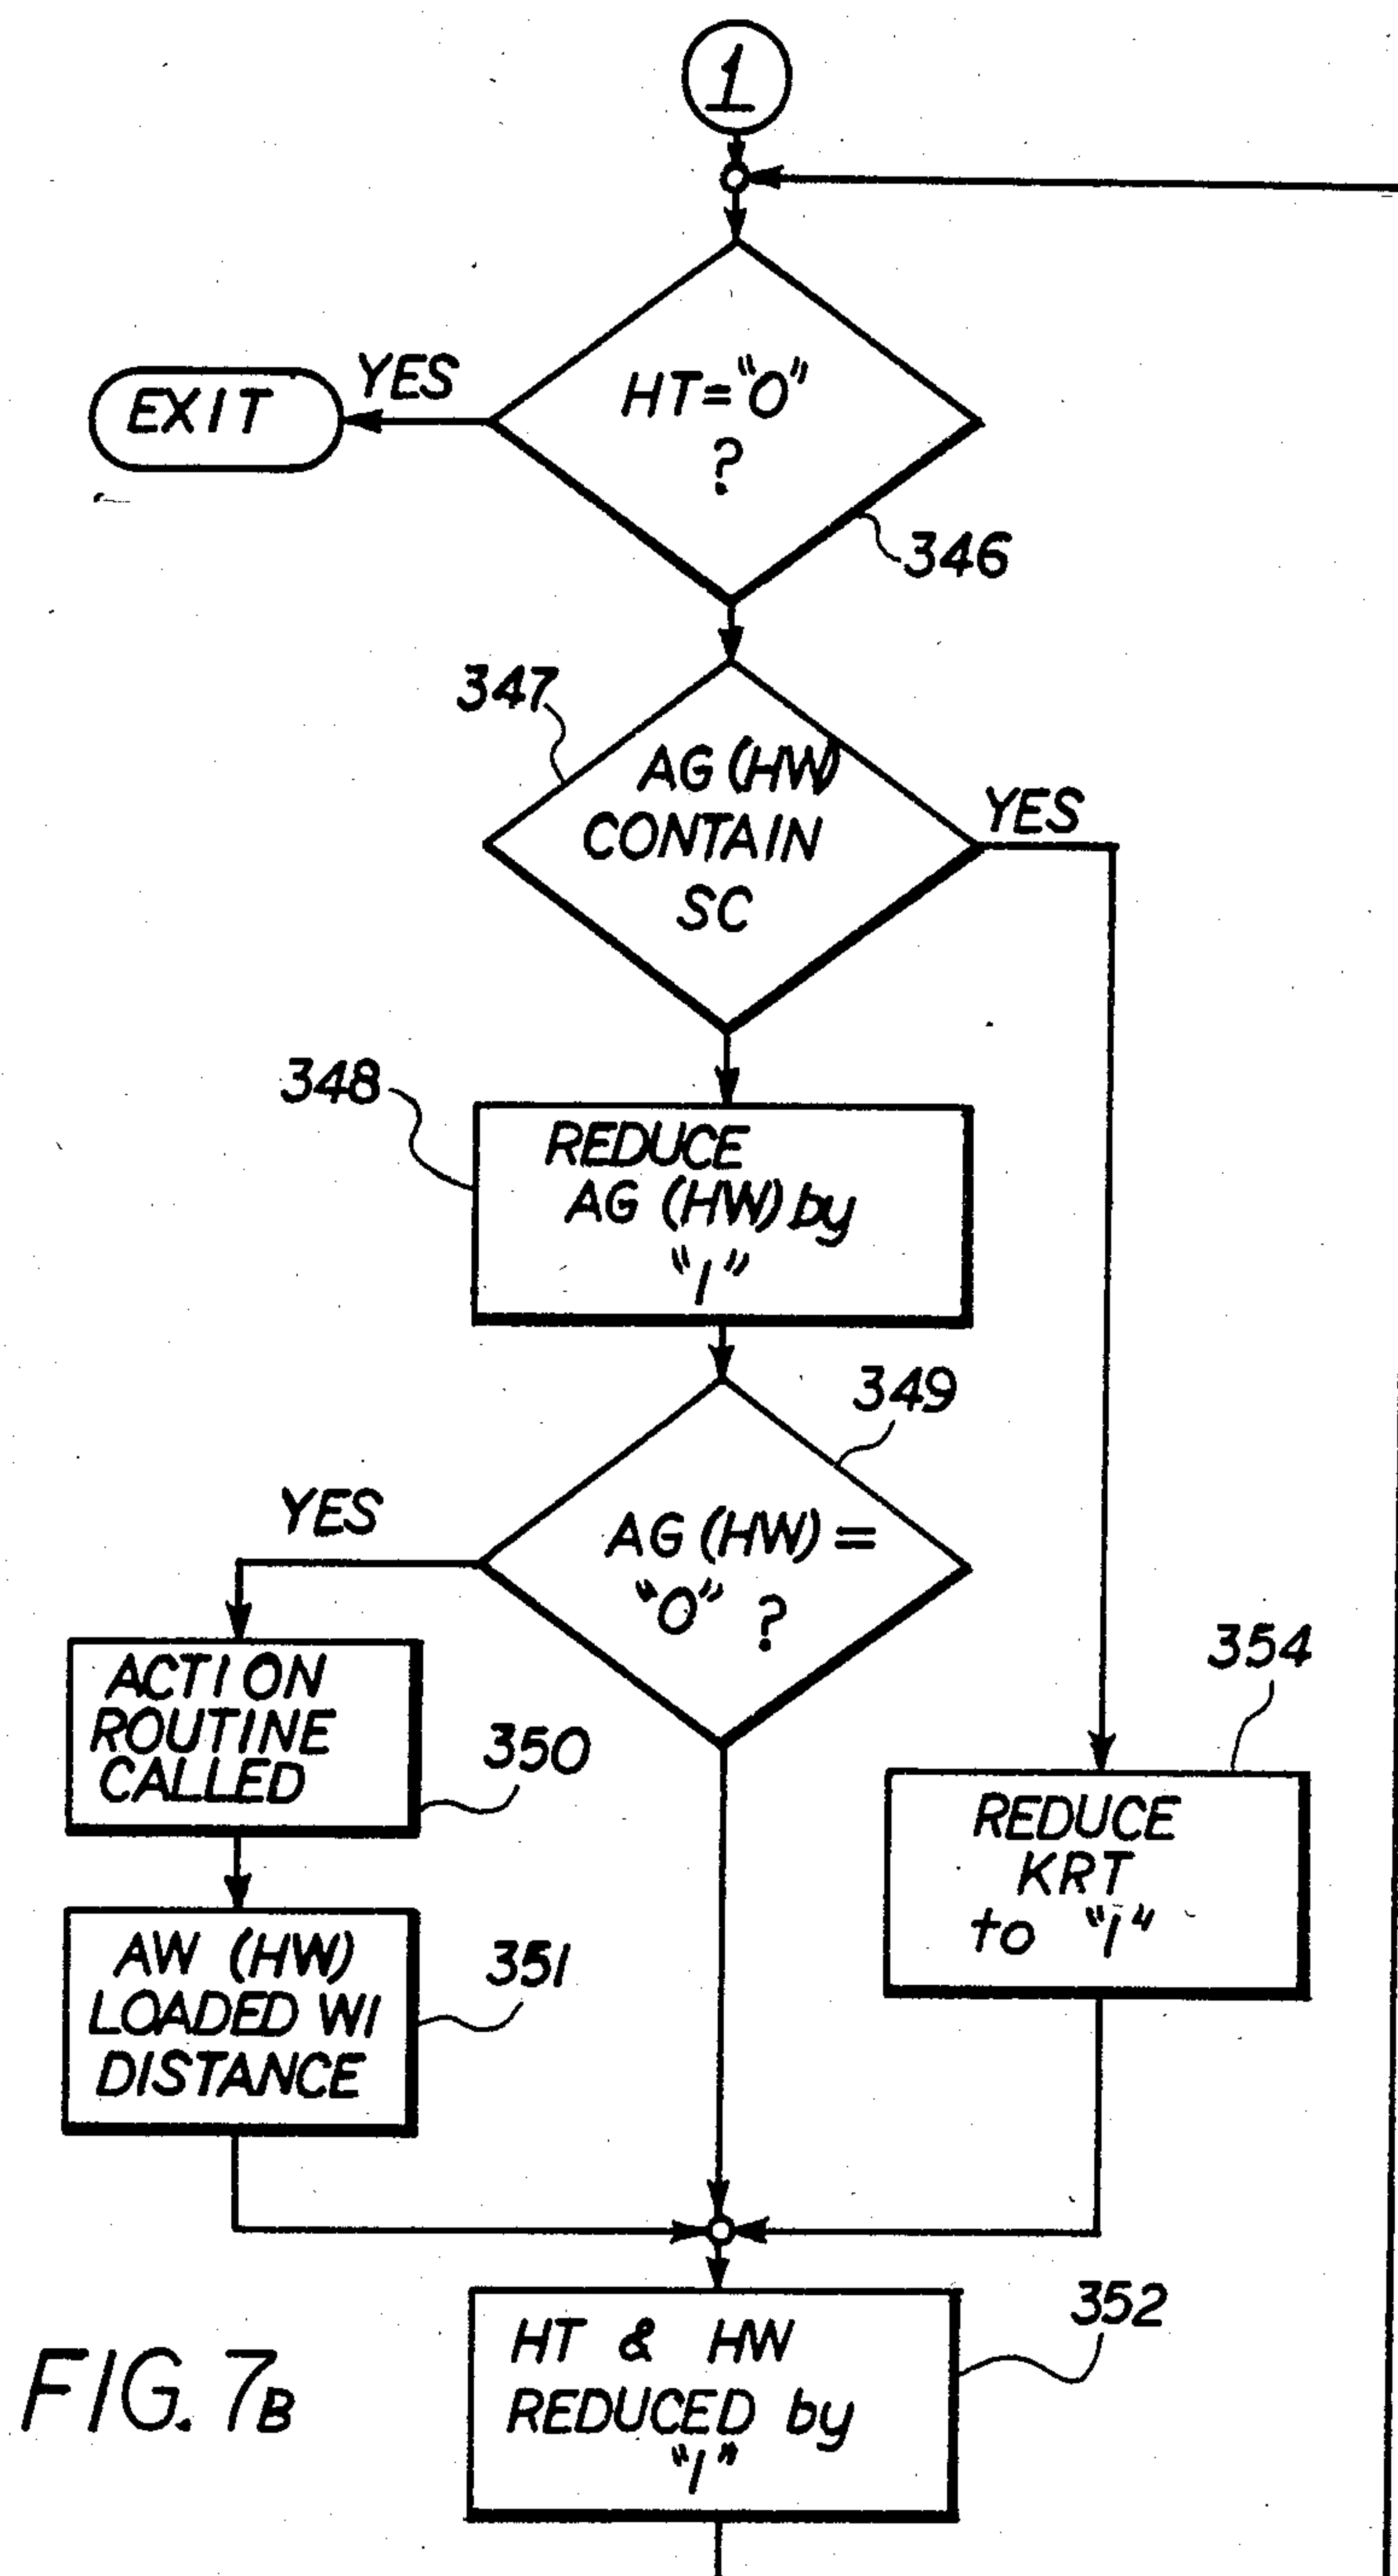 1
HT="0"
?
YES
EXIT
346
347
AG (HW)
CONTAIN
SC
YES
348
REDUCE
AG (HW) by
"1"
349
AG (HW) =
"0" ?
YES
ACTION
ROUTINE
CALLED
350
354
REDUCE
KRT
to "1"
AW (HW)
LOADED WI
DISTANCE
351
352
HT & HW
REDUCED by
"1"
FIG. 7B